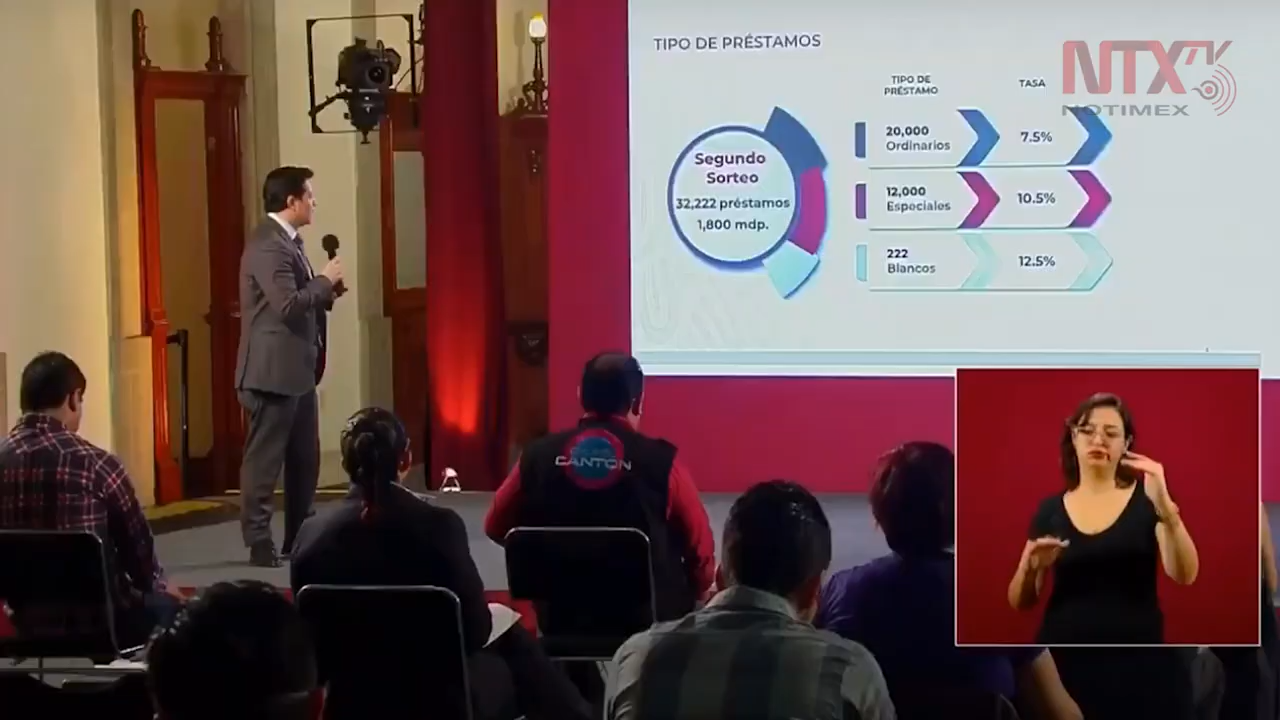 TIPO DE PRÉSTAMOS
NTX TV
NOTIMEX
TIPO DE
PRÉSTAMO
TASA
Segundo
Sorteo
32,222 préstamos
1,800 mdp.
20,000
Ordinarios
7.5%
12,000
Especiales
10.5%
222
Blancos
12.5%
CANTON